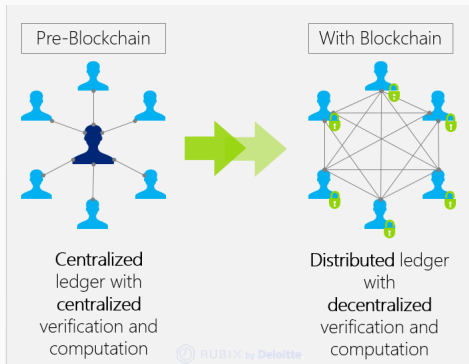 Pre-Blockchain
With Blockchain
Centralized
ledger with
centralized
verification and
computation
Distributed ledger
with
decentralized
verification and
computation
RUBIX by Deloitte